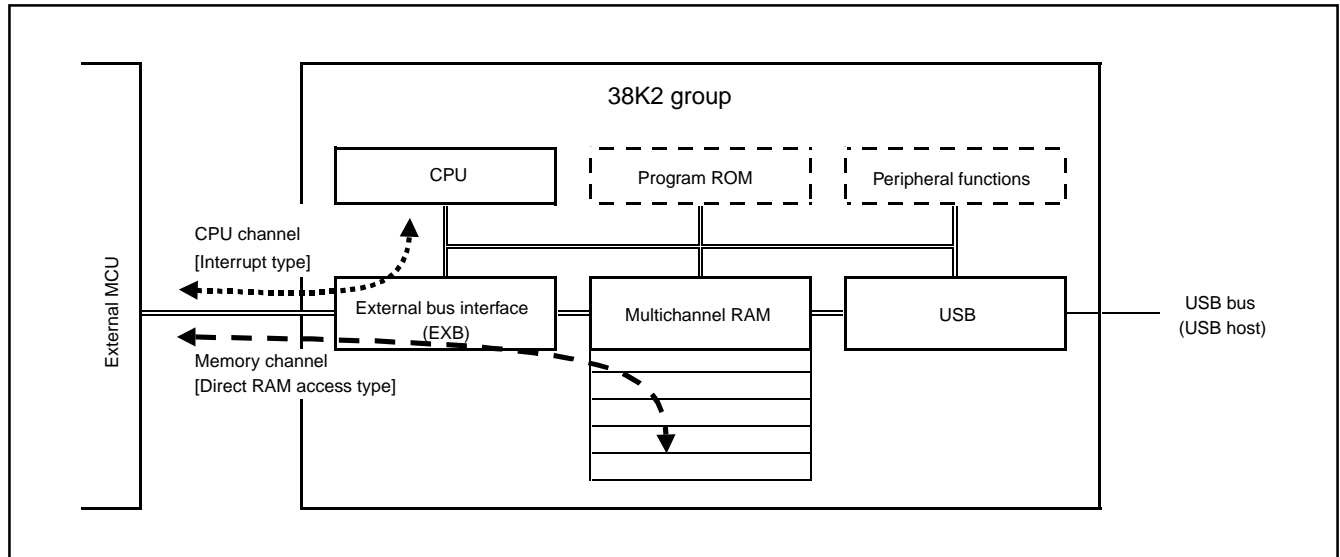 38K2 group
CPU
Program ROM
Peripheral functions
CPU channel
[Interrupt type]
External MCU
External bus interface
(EXB)
Multichannel RAM
USB
USB bus
(USB host)
Memory channel
[Direct RAM access type]